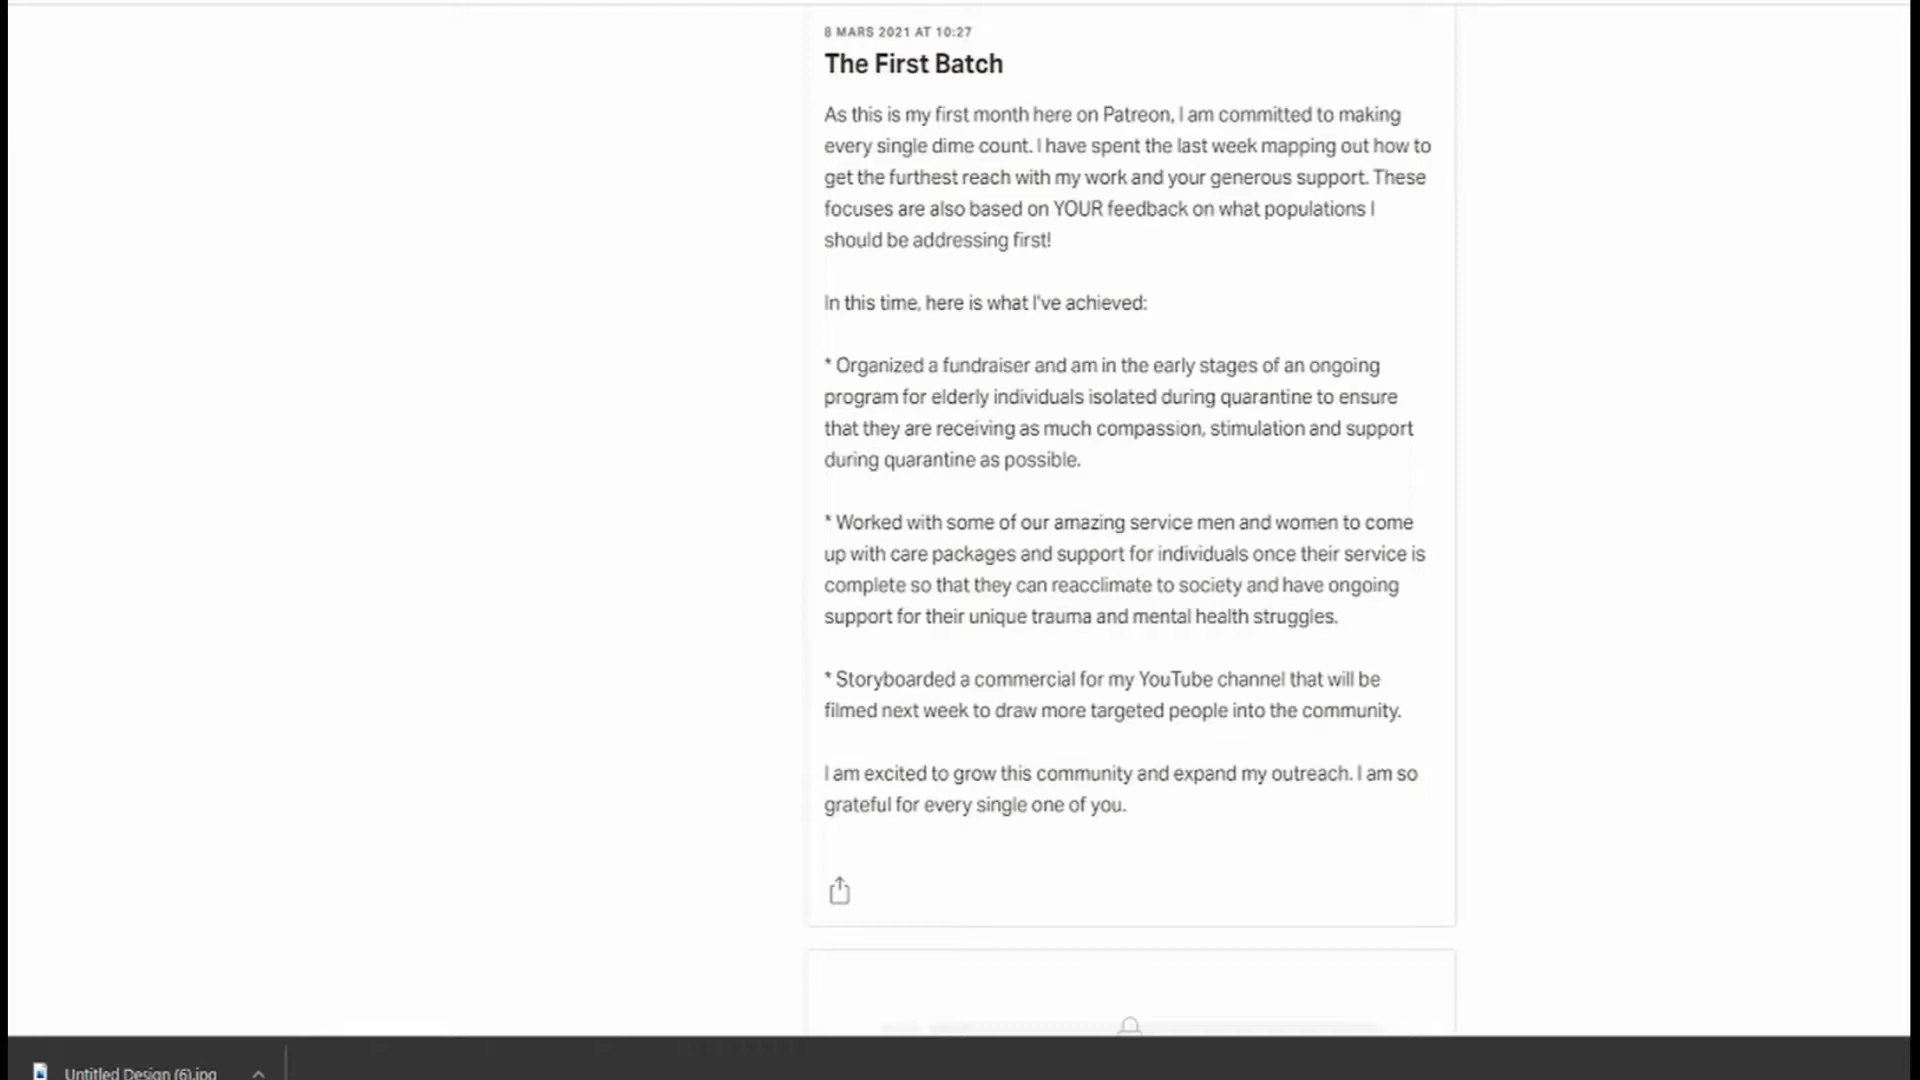 8 MARS 2021 AT 10:27
The First Batch
As this is my first month here on Patreon, I am committed to making
every single dime count. I have spent the last week mapping out how to
get the furthest reach with my work and your generous support. These
focuses are also based on YOUR feedback on what populations I
should be addressing first!
In this time, here is what I've achieved:
* Organized a fundraiser and am in the early stages of an ongoing
program for elderly individuals isolated during quarantine to ensure
that they are receiving as much compassion, stimulation and support
during quarantine as possible.
* Worked with some of our amazing service men and women to come
up with care packages and support for individuals once their service is
complete so that they can reacclimate to society and have ongoing
support for their unique trauma and mental health struggles.
* Storyboarded a commercial for my YouTube channel that will be
filmed next week to draw more targeted people into the community.
I am excited to grow this community and expand my outreach. I am so
grateful for every single one of you.
Untitled Design (6).jpg